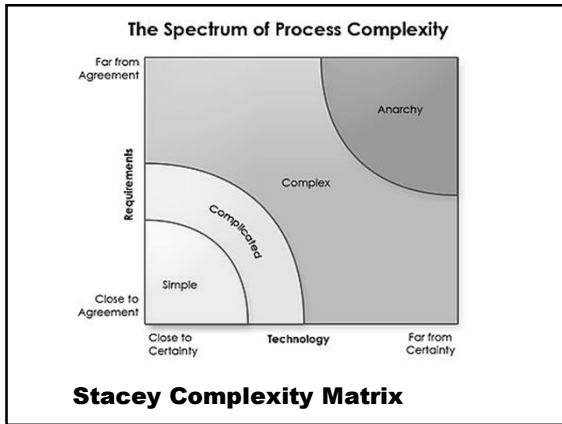 The Spectrum of Process Complexity
Far from
Agreement
Anarchy
Requirements
Complex
Complicated
Simple
Close to
Agreement
Close to
Certainty
Technology
Far from
Certainty
Stacey Complexity Matrix